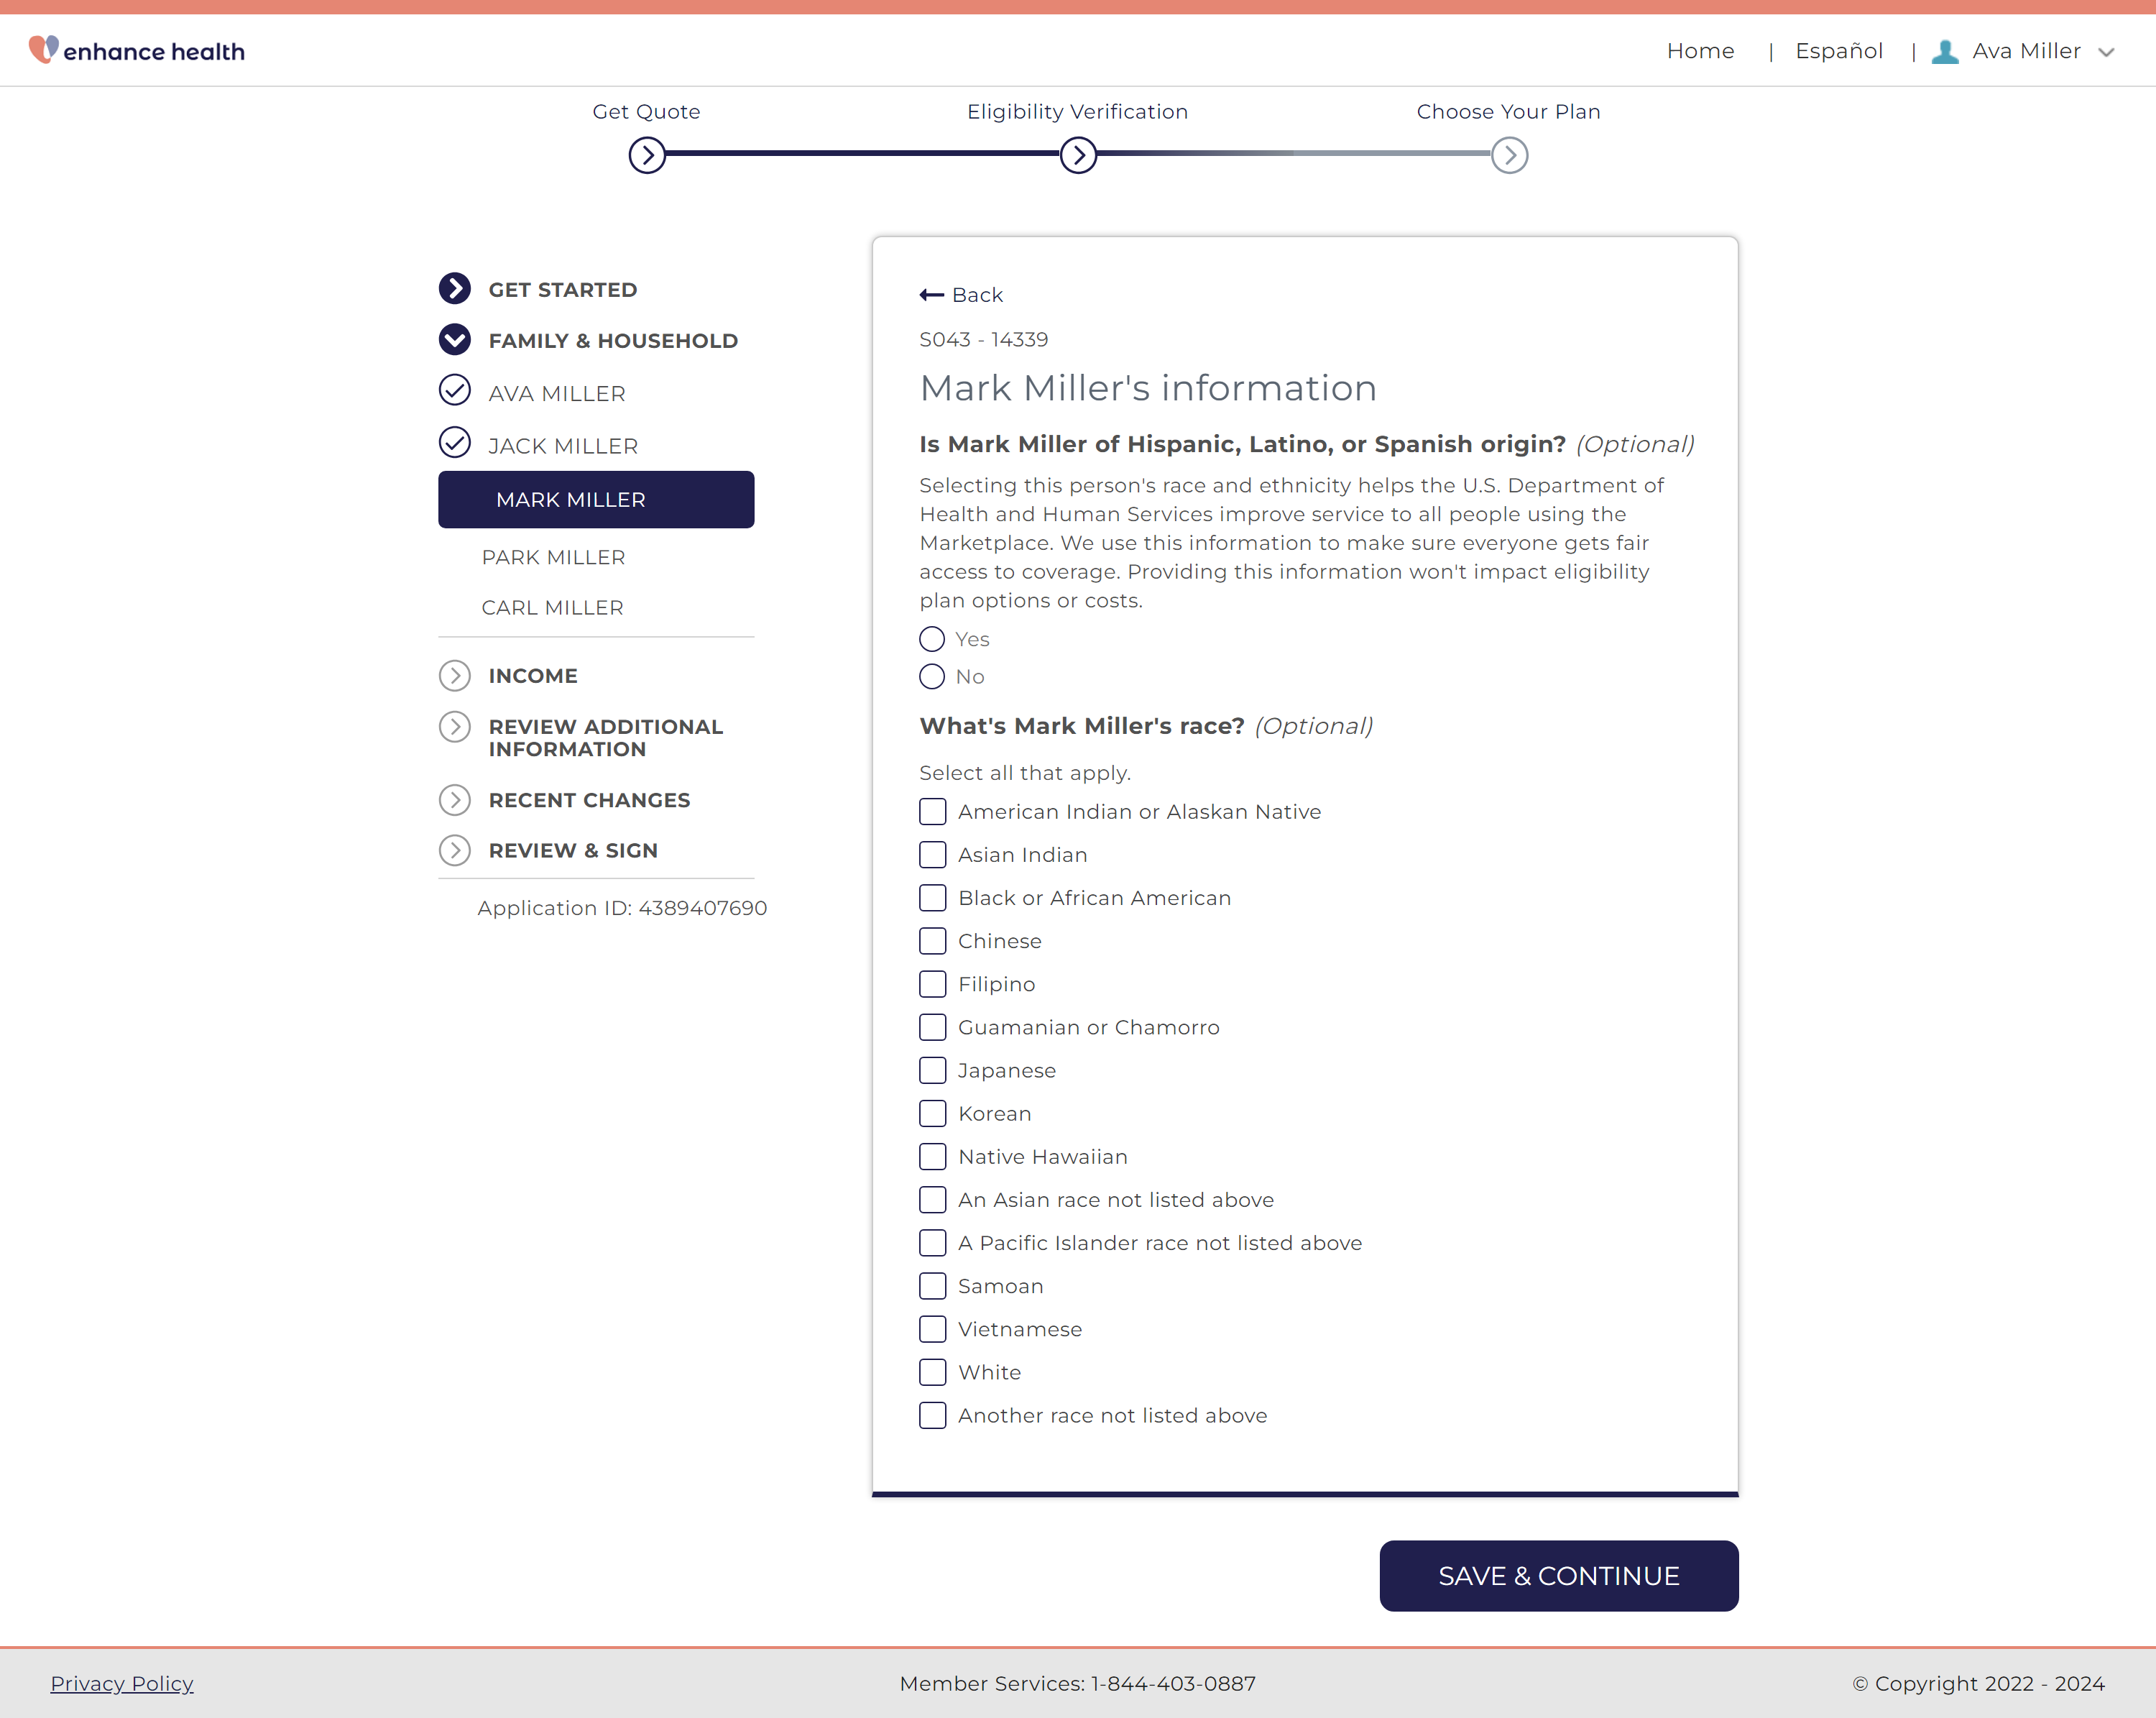 enhance health
Home | Español | Ava Miller
Get Quote
Eligibility Verification
Choose Your Plan
GET STARTED
FAMILY & HOUSEHOLD
AVA MILLER
JACK MILLER
MARK MILLER
PARK MILLER
CARL MILLER
INCOME
REVIEW ADDITIONAL
INFORMATION
RECENT CHANGES
REVIEW & SIGN
Application ID: 4389407690
Back
S043 - 14339
Mark Miller's information
Is Mark Miller of Hispanic, Latino, or Spanish origin? (Optional)
Selecting this person's race and ethnicity helps the U.S. Department of
Health and Human Services improve service to all people using the
Marketplace. We use this information to make sure everyone gets fair
access to coverage. Providing this information won't impact eligibility
plan options or costs.
Yes
No
What's Mark Miller's race? (Optional)
Select all that apply.
American Indian or Alaskan Native
Asian Indian
Black or African American
Chinese
Filipino
Guamanian or Chamorro
Japanese
Korean
Native Hawaiian
An Asian race not listed above
A Pacific Islander race not listed above
Samoan
Vietnamese
White
Another race not listed above
SAVE & CONTINUE
Privacy Policy
Member Services: 1-844-403-0887
© Copyright 2022 - 2024